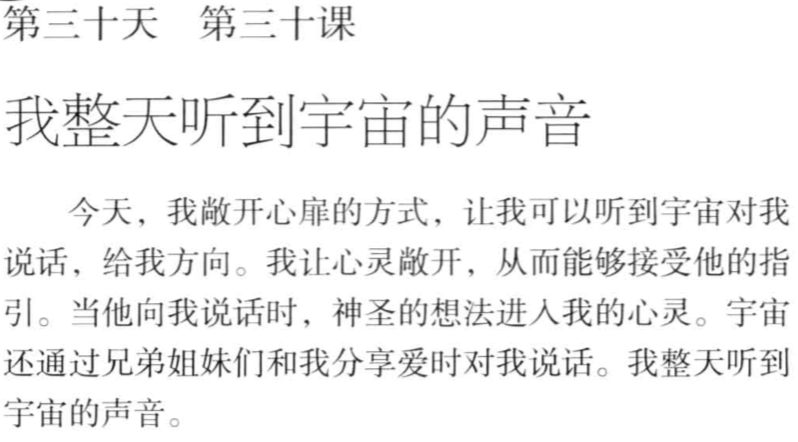 第三十天　第三十课
我整天听到宇宙的声音
今天，我敞开心扉的方式，让我可以听到宇宙对我
说话，给我方向。我让心灵敞开，从而能够接受他的指
引。当他向我说话时，神圣的想法进入我的心灵。宇宙
还通过兄弟姐妹们和我分享爱时对我说话。我整天听到
宇宙的声音。